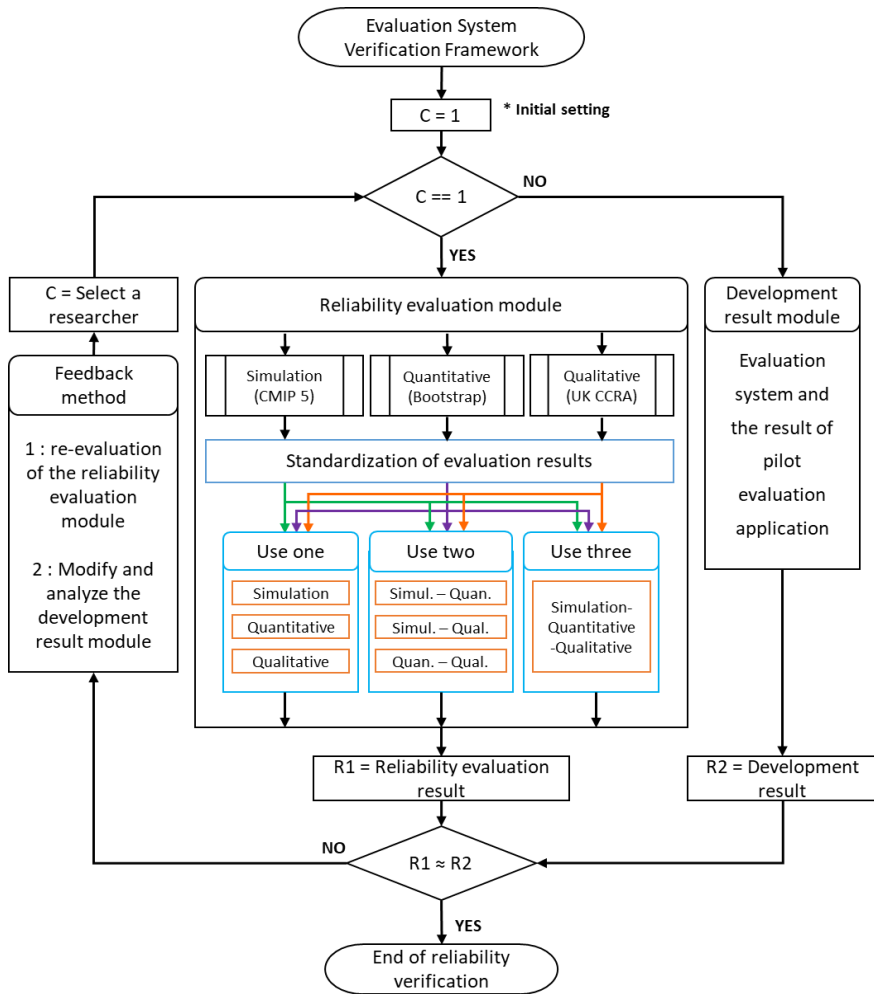 Evaluation System
Verification Framework
C = 1
* Initial setting
C == 1
NO
YES
C = Select a
researcher
Feedback
method
1 : re-evaluation
of the reliability
evaluation
module
2 : Modify and
analyze the
development
result module
Reliability evaluation module
Simulation
(CMIP 5)
Quantitative
(Bootstrap)
Qualitative
(UK CCRA)
Standardization of evaluation results
Use one
Simulation
Quantitative
Qualitative
Use two
Simul. – Quan.
Simul. – Qual.
Quan. – Qual.
Use three
Simulation-
Quantitative
-Qualitative
Development
result module
Evaluation
system and
the result of
pilot
evaluation
application
R1 = Reliability evaluation
result
R2 = Development
result
NO
R1 ≈ R2
YES
End of reliability
verification